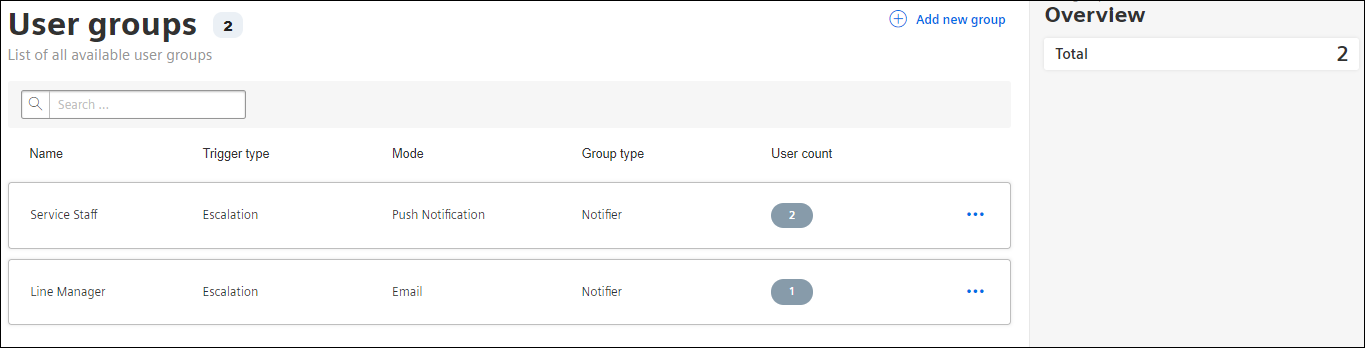 User groups 2
Add new group
List of all available user groups
Search ...
Name Trigger type Mode Group type User count
Service Staff Escalation Push Notification Notifier 2
Line Manager Escalation Email Notifier 1
Overview
Total 2